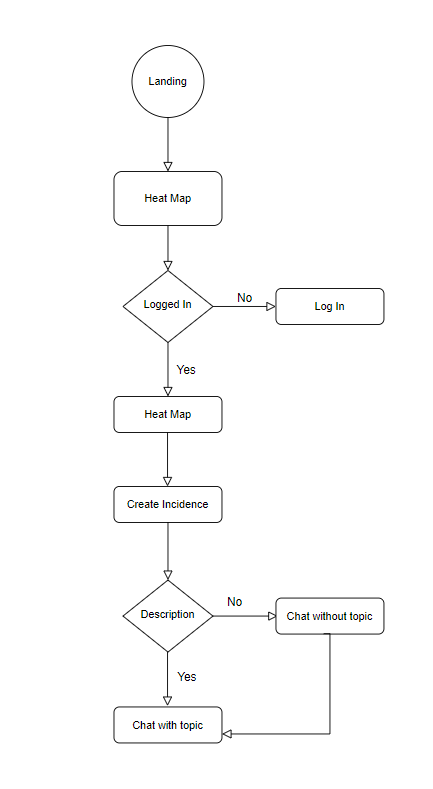 Landing
Heat Map
Logged In
No
Log In
Yes
Heat Map
Create Incidence
Description
No
Chat without topic
Yes
Chat with topic